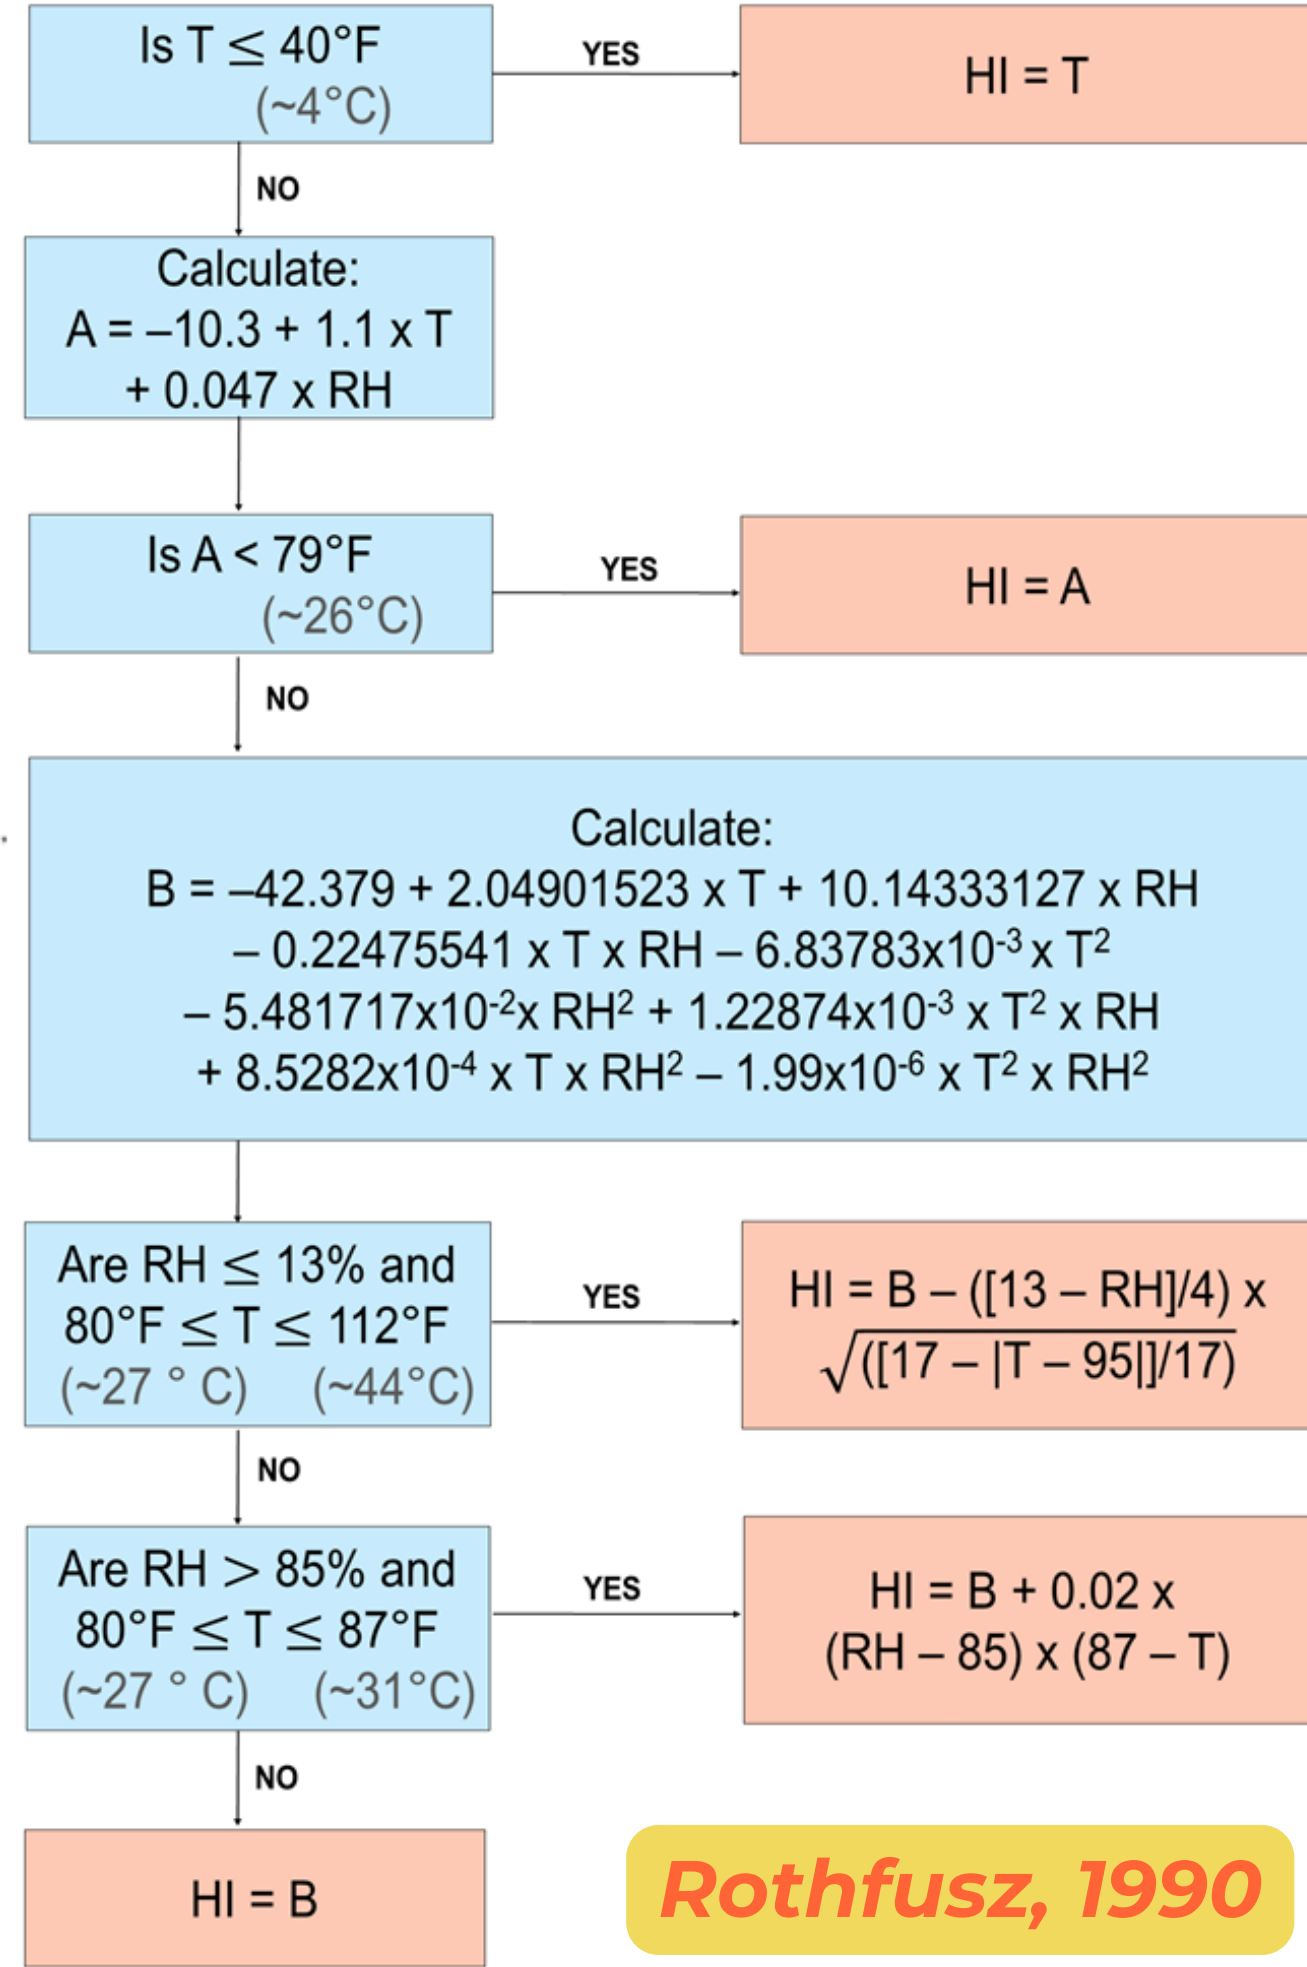 Is T ≤ 40°F
(~4°C)
YES
HI = T
NO
Calculate:
A = –10.3 + 1.1 x T
+ 0.047 x RH
Is A < 79°F
(~26°C)
YES
HI = A
NO
Calculate:
B = –42.379 + 2.04901523 x T + 10.14333127 x RH
– 0.22475541 x T x RH – 6.83783x10⁻³ x T²
– 5.481717x10⁻²x RH² + 1.22874x10⁻³ x T² x RH
+ 8.5282x10⁻⁴ x T x RH² – 1.99x10⁻⁶ x T² x RH²
Are RH ≤ 13% and
80°F ≤ T ≤ 112°F
(~27 ° C) (~44°C)
YES
HI = B – ([13 – RH]/4) x
√([17 – |T – 95|]/17)
NO
Are RH > 85% and
80°F ≤ T ≤ 87°F
(~27 ° C) (~31°C)
YES
HI = B + 0.02 x
(RH – 85) x (87 – T)
NO
HI = B
Rothfusz, 1990